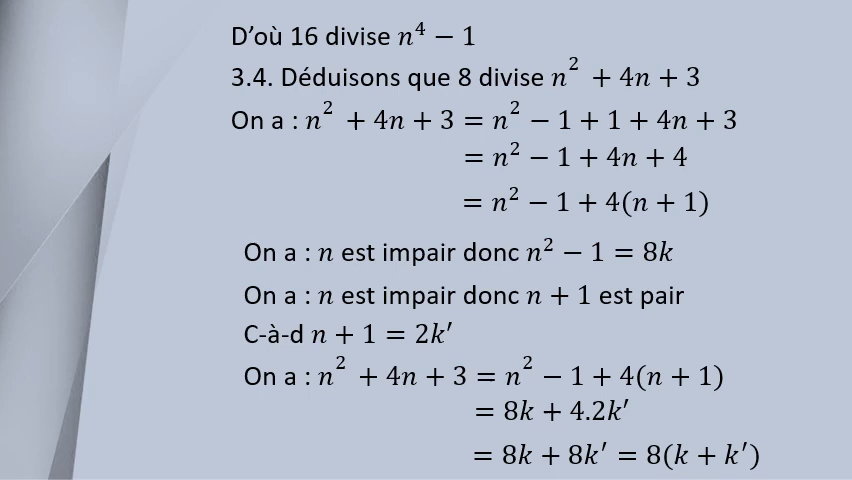 D’où 16 divise n⁴ − 1
3.4. Déduisons que 8 divise n² + 4n + 3
On a : n² + 4n + 3 = n² − 1 + 1 + 4n + 3
= n² − 1 + 4n + 4
= n² − 1 + 4(n + 1)
On a : n est impair donc n² − 1 = 8k
On a : n est impair donc n + 1 est pair
C-à-d n + 1 = 2k′
On a : n² + 4n + 3 = n² − 1 + 4(n + 1)
= 8k + 4.2k′
= 8k + 8k′ = 8(k + k′)